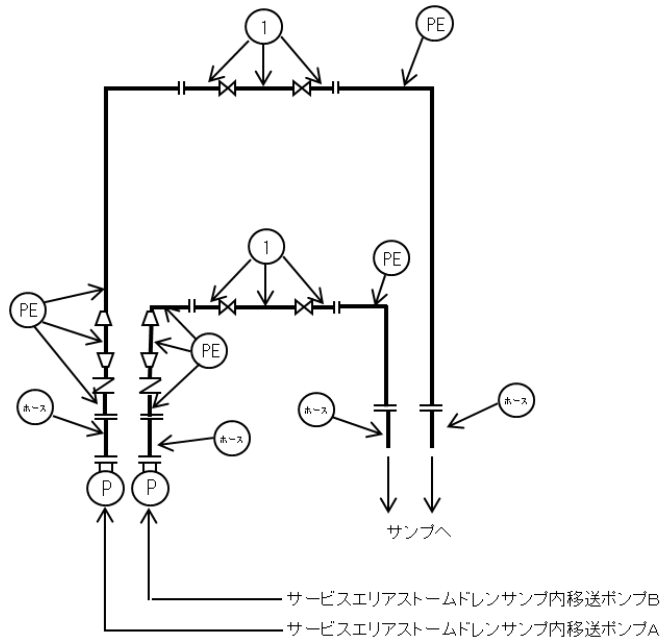 1
PE
1
PE
PE
PE
ホース
ホース
ホース
ホース
P
P
サンプへ
サービスエリアストームドレンサンプ内移送ポンプB
サービスエリアストームドレンサンプ内移送ポンプA